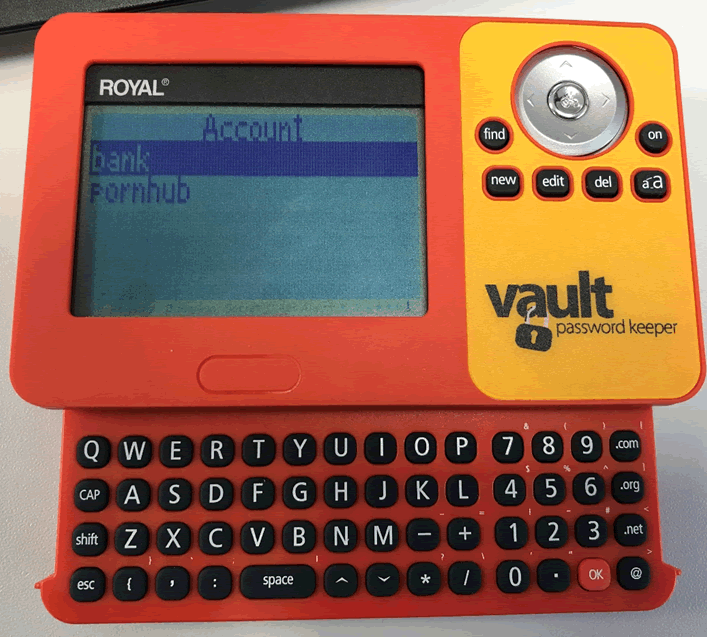 ROYAL®
Account
bank
pornhub
find
on
new edit del a:a
vault
password keeper
& ( ) |
Q W E R T Y U I O P 7 8 9 .com
$ % ^
CAP A S D F G H J K L 4 5 6 .org
! ~ # <
shift Z X C V B N M – + 1 2 3 .net
} ; | ? \ >
esc { , : space ︿ ﹀ * / 0 . OK @